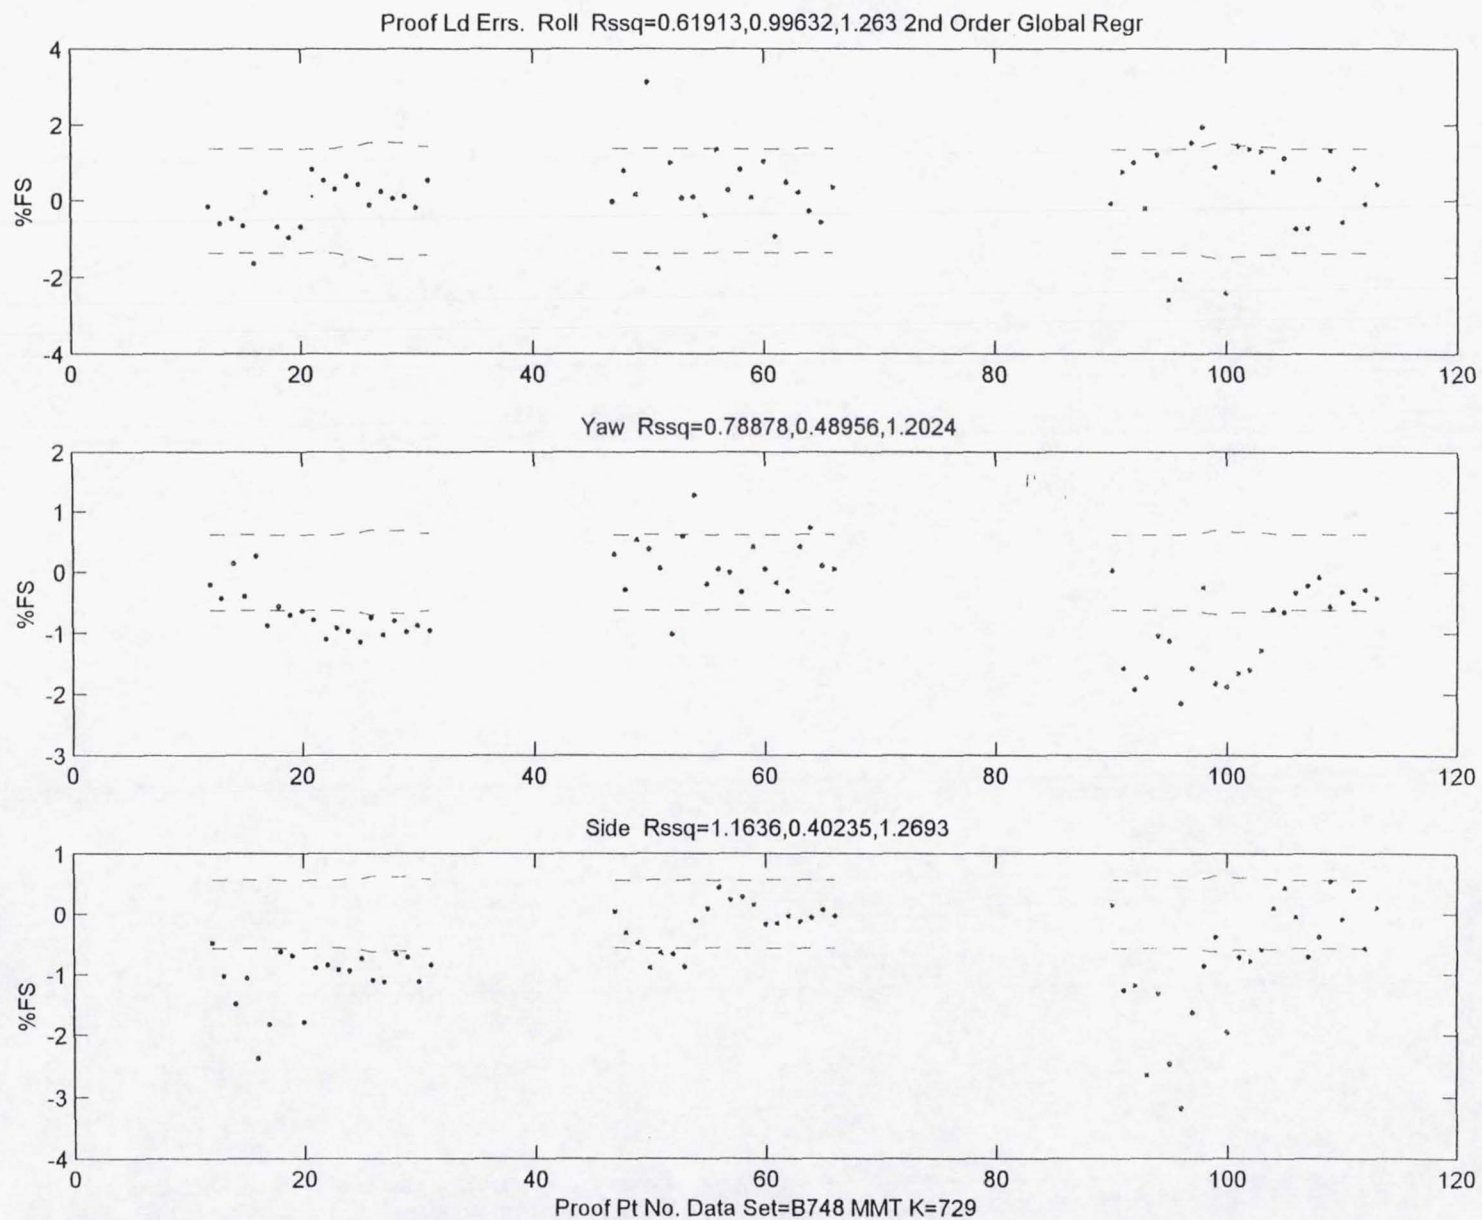 Proof Ld Errs. Roll Rssq=0.61913,0.99632,1.263 2nd Order Global Regr
4
2
0
-2
-4
%FS
0 20 40 60 80 100 120
Yaw Rssq=0.78878,0.48956,1.2024
2
1
0
-1
-2
-3
%FS
0 20 40 60 80 100 120
Side Rssq=1.1636,0.40235,1.2693
1
0
-1
-2
-3
-4
%FS
0 20 40 60 80 100 120
Proof Pt No. Data Set=B748 MMT K=729